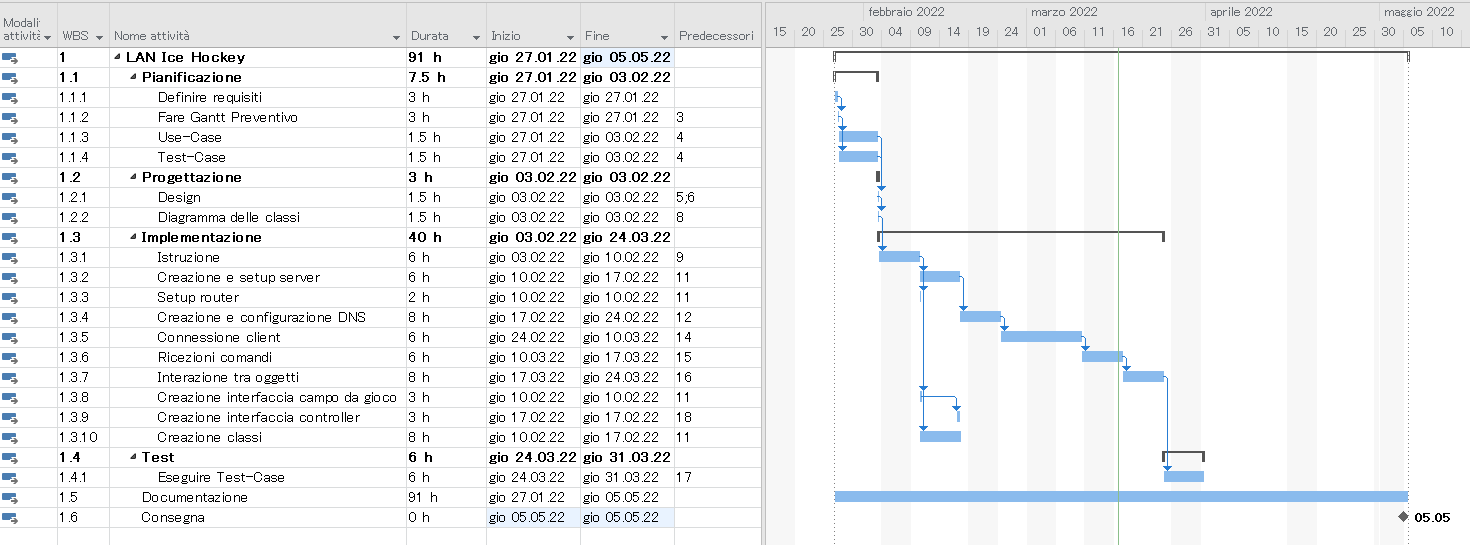 febbraio 2022 marzo 2022 aprile 2022 maggio 2022
Modali attività WBS Nome attività Durata Inizio Fine Predecessori 15 20 25 30 04 09 14 19 24 01 06 11 16 21 26 31 05 10 15 20 25 30 05 10
1 LAN Ice Hockey 91 h gio 27.01.22 gio 05.05.22
1.1 Pianificazione 7.5 h gio 27.01.22 gio 03.02.22
1.1.1 Definire requisiti 3 h gio 27.01.22 gio 27.01.22
1.1.2 Fare Gantt Preventivo 3 h gio 27.01.22 gio 27.01.22 3
1.1.3 Use-Case 1.5 h gio 27.01.22 gio 03.02.22 4
1.1.4 Test-Case 1.5 h gio 27.01.22 gio 03.02.22 4
1.2 Progettazione 3 h gio 03.02.22 gio 03.02.22
1.2.1 Design 1.5 h gio 03.02.22 gio 03.02.22 5;6
1.2.2 Diagramma delle classi 1.5 h gio 03.02.22 gio 03.02.22 8
1.3 Implementazione 40 h gio 03.02.22 gio 24.03.22
1.3.1 Istruzione 6 h gio 03.02.22 gio 10.02.22 9
1.3.2 Creazione e setup server 6 h gio 10.02.22 gio 17.02.22 11
1.3.3 Setup router 2 h gio 10.02.22 gio 10.02.22 11
1.3.4 Creazione e configurazione DNS 8 h gio 17.02.22 gio 24.02.22 12
1.3.5 Connessione client 6 h gio 24.02.22 gio 10.03.22 14
1.3.6 Ricezioni comandi 6 h gio 10.03.22 gio 17.03.22 15
1.3.7 Interazione tra oggetti 8 h gio 17.03.22 gio 24.03.22 16
1.3.8 Creazione interfaccia campo da gioco 3 h gio 10.02.22 gio 10.02.22 11
1.3.9 Creazione interfaccia controller 3 h gio 17.02.22 gio 17.02.22 18
1.3.10 Creazione classi 8 h gio 10.02.22 gio 17.02.22 11
1.4 Test 6 h gio 24.03.22 gio 31.03.22
1.4.1 Eseguire Test-Case 6 h gio 24.03.22 gio 31.03.22 17
1.5 Documentazione 91 h gio 27.01.22 gio 05.05.22
1.6 Consegna 0 h gio 05.05.22 gio 05.05.22 05.05